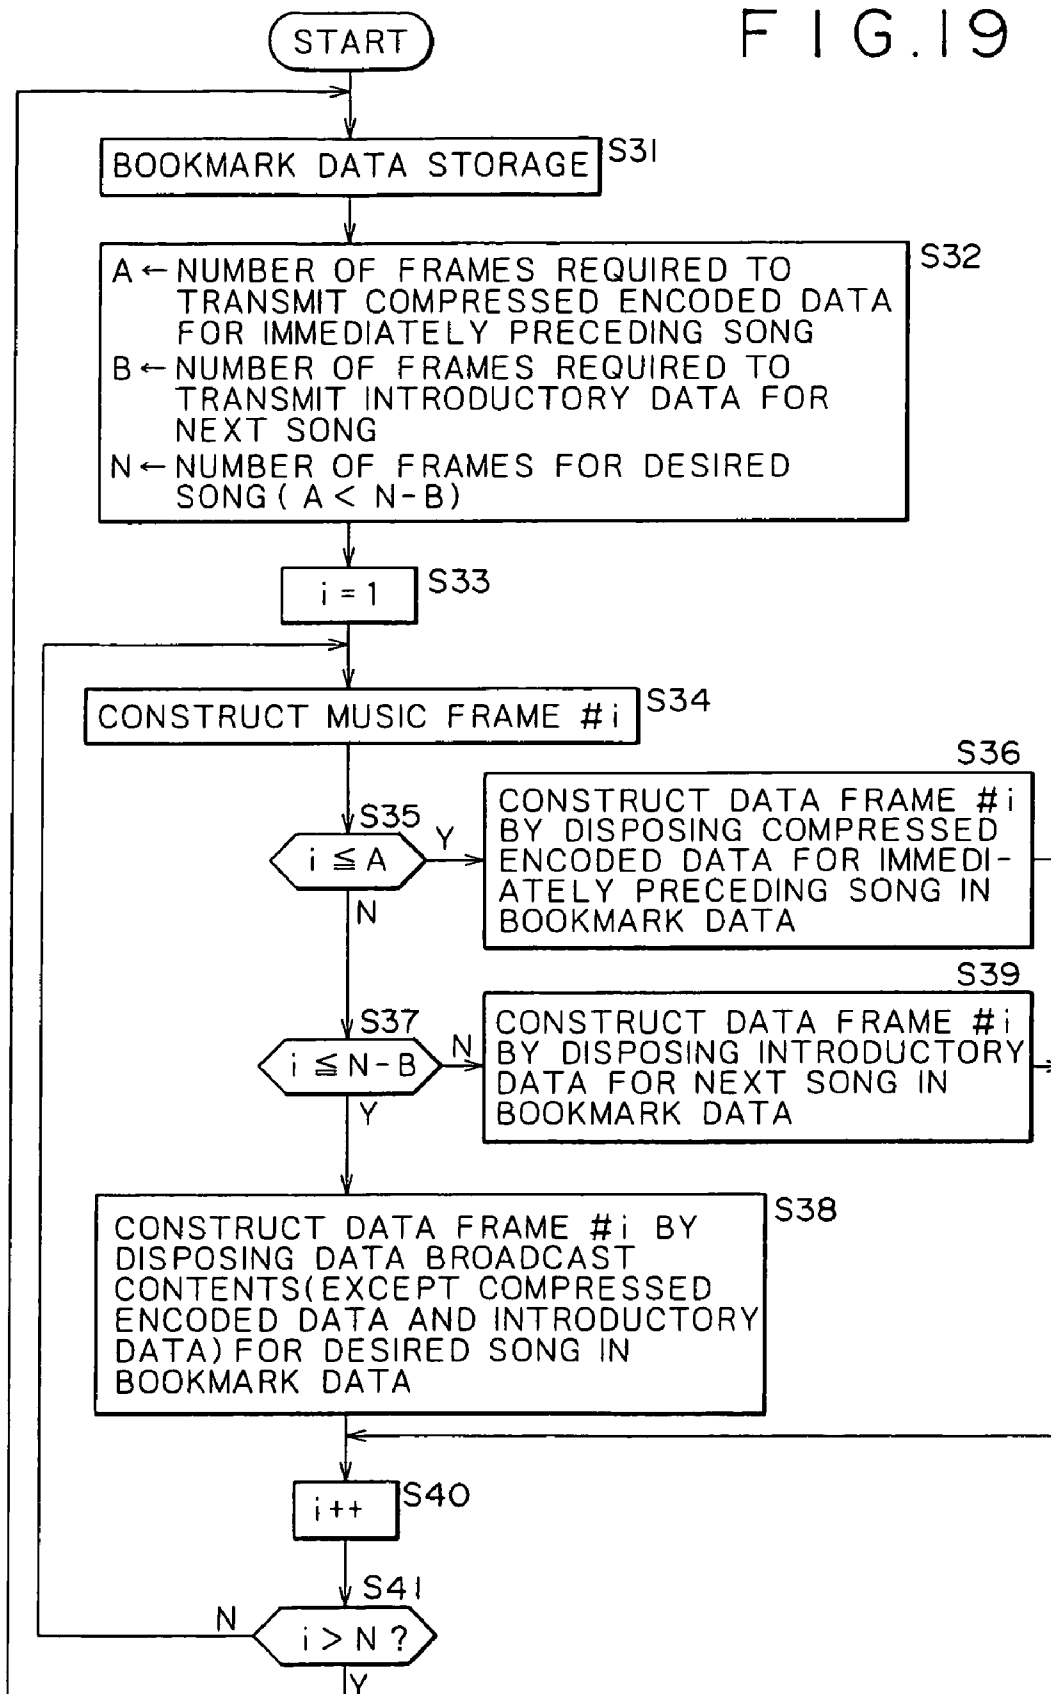 FIG.19
START
BOOKMARK DATA STORAGE
S31
S32
A ← NUMBER OF FRAMES REQUIRED TO
TRANSMIT COMPRESSED ENCODED DATA
FOR IMMEDIATELY PRECEDING SONG
B ← NUMBER OF FRAMES REQUIRED TO
TRANSMIT INTRODUCTORY DATA FOR
NEXT SONG
N ← NUMBER OF FRAMES FOR DESIRED
SONG ( A < N-B )
i = 1
S33
CONSTRUCT MUSIC FRAME #i
S34
S35
i ≦ A
Y
N
S36
CONSTRUCT DATA FRAME #i
BY DISPOSING COMPRESSED
ENCODED DATA FOR IMMEDI-
ATELY PRECEDING SONG IN
BOOKMARK DATA
S37
i ≦ N-B
N
Y
S39
CONSTRUCT DATA FRAME #i
BY DISPOSING INTRODUCTORY
DATA FOR NEXT SONG IN
BOOKMARK DATA
S38
CONSTRUCT DATA FRAME #i BY
DISPOSING DATA BROADCAST
CONTENTS(EXCEPT COMPRESSED
ENCODED DATA AND INTRODUCTORY
DATA) FOR DESIRED SONG IN
BOOKMARK DATA
i++
S40
S41
i > N ?
N
Y